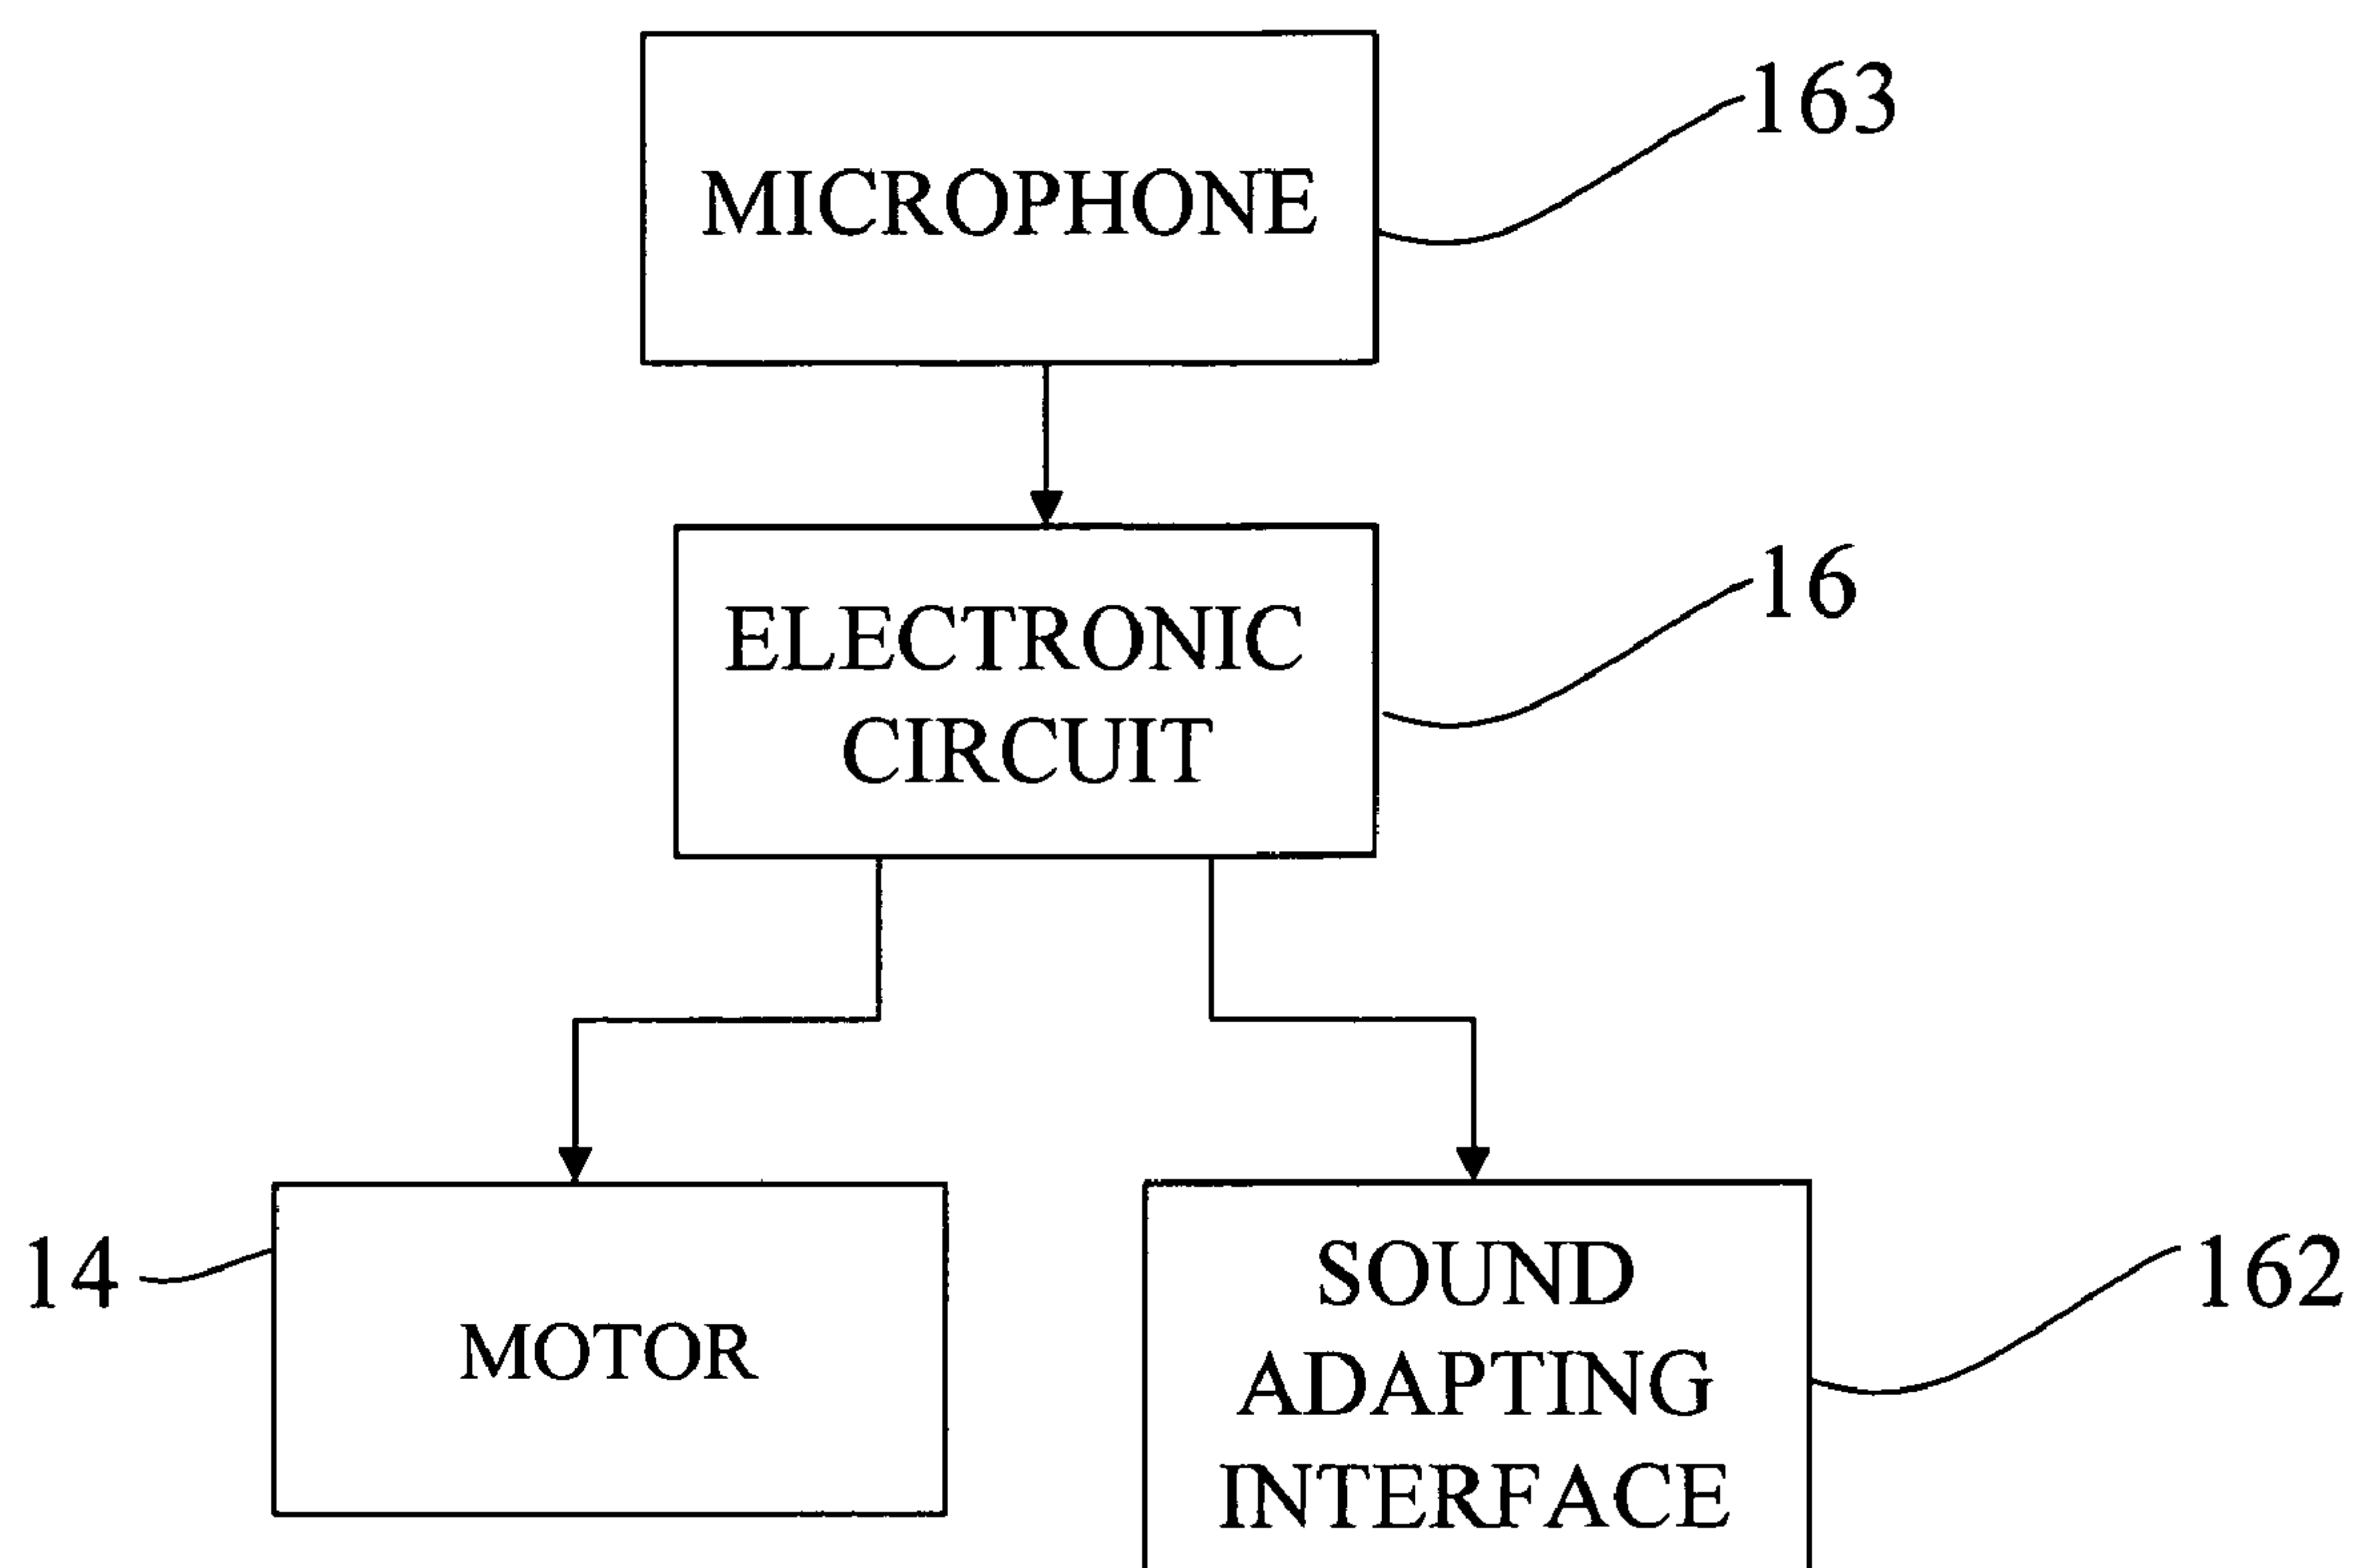 MICROPHONE
163
ELECTRONIC
CIRCUIT
16
14
MOTOR
SOUND
ADAPTING
INTERFACE
162